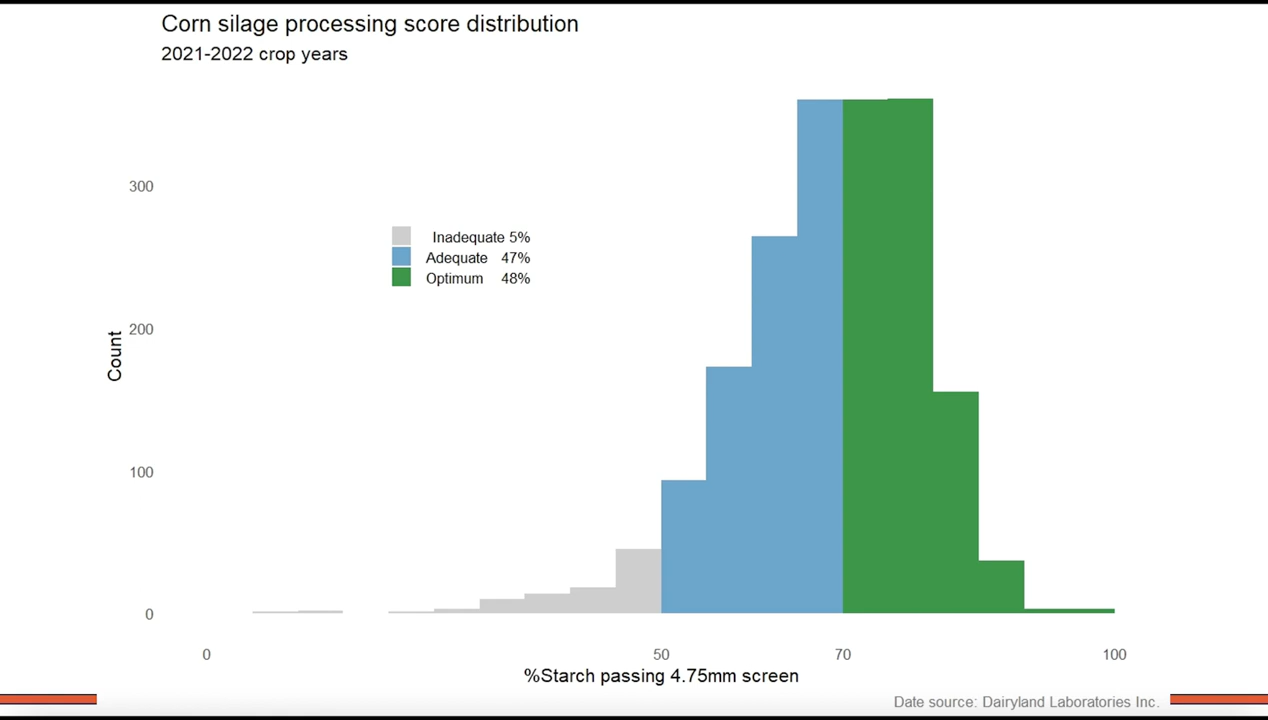 Corn silage processing score distribution
2021-2022 crop years
300
200
100
0
Count
Inadequate 5%
Adequate 47%
Optimum 48%
0 50 70 100
%Starch passing 4.75mm screen
Date source: Dairyland Laboratories Inc.